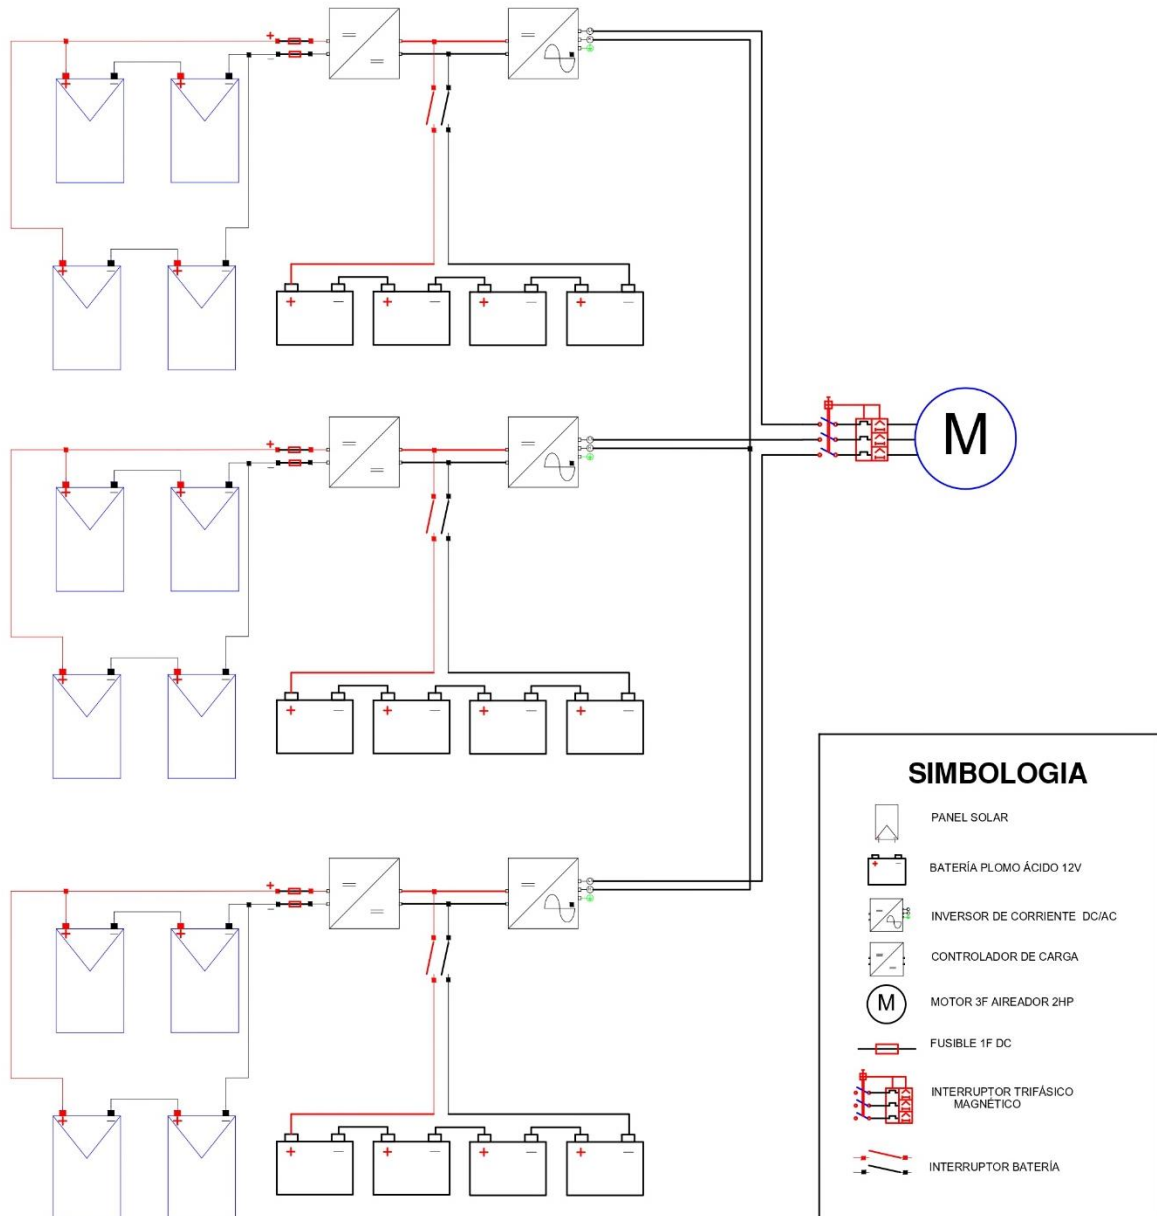 M
SIMBOLOGIA
PANEL SOLAR
BATERÍA PLOMO ÁCIDO 12V
INVERSOR DE CORRIENTE DC/AC
CONTROLADOR DE CARGA
M
MOTOR 3F AIREADOR 2HP
FUSIBLE 1F DC
INTERRUPTOR TRIFÁSICO
MAGNÉTICO
INTERRUPTOR BATERÍA